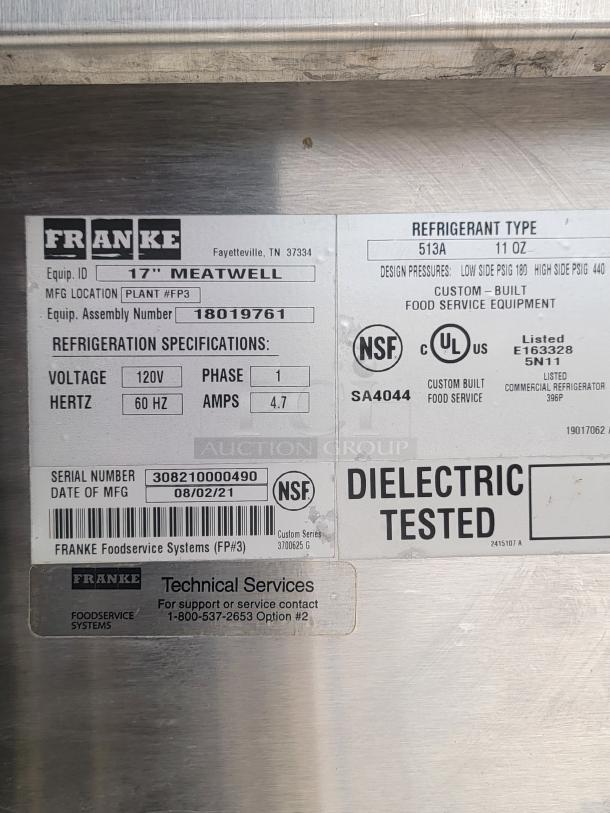 FRANKE
Fayetteville, TN 37334
Equip. ID 17" MEATWELL
MFG LOCATION PLANT #FP3
Equip. Assembly Number 18019761
REFRIGERATION SPECIFICATIONS:
VOLTAGE 120V PHASE 1
HERTZ 60 HZ AMPS 4.7
SERIAL NUMBER 308210000490
DATE OF MFG 08/02/21
NSF
Custom Series
3700625 G
FRANKE Foodservice Systems (FP#3)
REFRIGERANT TYPE
513A 11 OZ
DESIGN PRESSURES: LOW SIDE PSIG 180 HIGH SIDE PSIG 440
CUSTOM - BUILT
FOOD SERVICE EQUIPMENT
NSF
SA4044
C UL US
CUSTOM BUILT
FOOD SERVICE
Listed
E163328
5N11
LISTED
COMMERCIAL REFRIGERATOR
396P
19017062
DIELECTRIC
TESTED
2415107 A
AUCTION GROUP
FRANKE
FOODSERVICE
SYSTEMS
Technical Services
For support or service contact
1-800-537-2653 Option #2